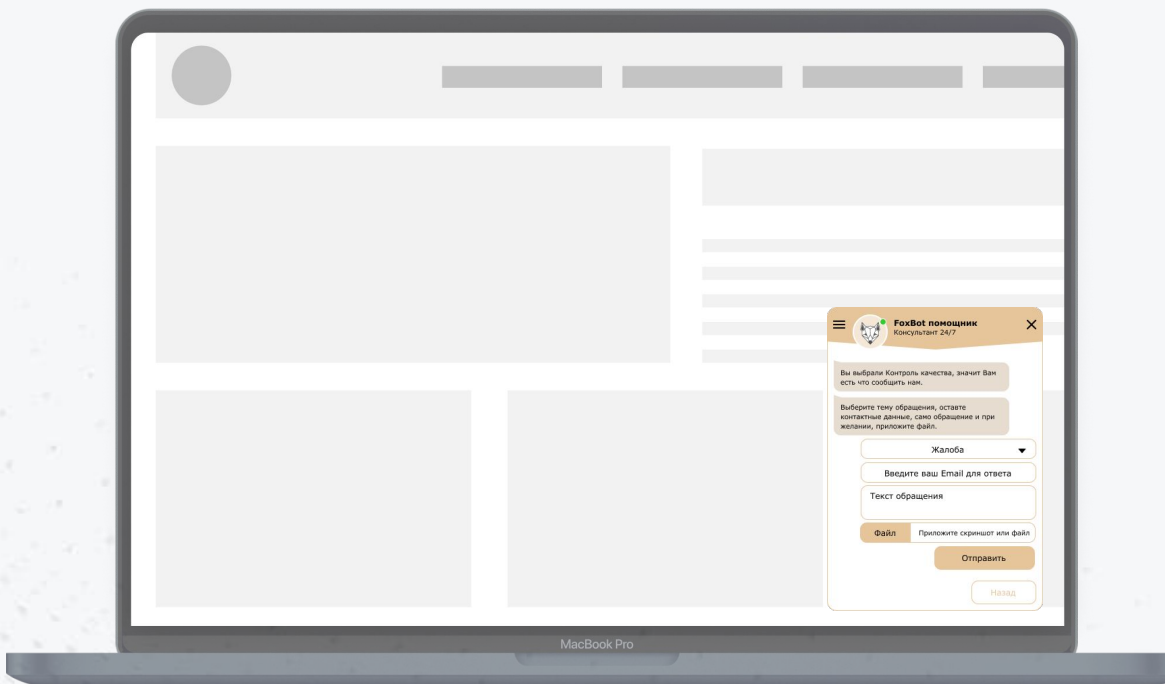 FoxBot помощник
Консультант 24/7
Вы выбрали Контроль качества, значит Вам
есть что сообщить нам.
Выберите тему обращения, оставте
контактные данные, само обращение и при
желании, приложите файл.
Жалоба
Введите ваш Email для ответа
Текст обращения
Файл Приложите скриншот или файл
Отправить
Назад
MacBook Pro